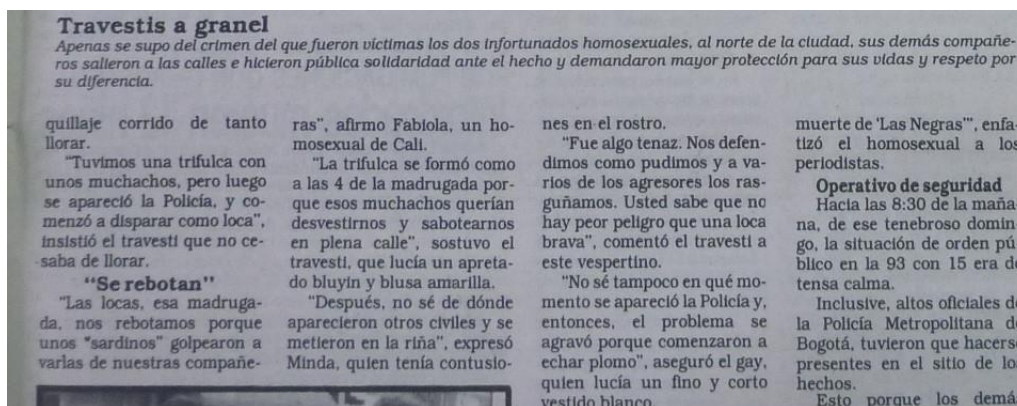 Travestis a granel
Apenas se supo del crimen del que fueron víctimas los dos infortunados homosexuales, al norte de la ciudad, sus demás compañe-
ros salieron a las calles e hicieron pública solidaridad ante el hecho y demandaron mayor protección para sus vidas y respeto por
su diferencia.
quillaje corrido de tanto
llorar.
"Tuvimos una trifulca con
unos muchachos, pero luego
se apareció la Policía, y co-
menzó a disparar como loca",
insistió el travesti que no ce-
saba de llorar.
"Se rebotan"
"Las locas, esa madruga-
da, nos rebotamos porque
unos "sardinos" golpearon a
varias de nuestras compañe-
ras", afirmo Fabiola, un ho-
mosexual de Cali.
"La trifulca se formó como
a las 4 de la madrugada por-
que esos muchachos querían
desvestirnos y sabotearnos
en plena calle", sostuvo el
travesti, que lucía un apreta-
do bluyin y blusa amarilla.
"Después, no sé de dónde
aparecieron otros civiles y se
metieron en la riña", expresó
Minda, quien tenía contusio-
nes en el rostro.
"Fue algo tenaz. Nos defen-
dimos como pudimos y a va-
rios de los agresores los ras-
guñamos. Usted sabe que no
hay peor peligro que una loca
brava", comentó el travesti a
este vespertino.
"No sé tampoco en qué mo-
mento se apareció la Policía y,
entonces, el problema se
agravó porque comenzaron a
echar plomo", aseguró el gay,
quien lucía un fino y corto
vestido blanco.
muerte de 'Las Negras'", enfa-
tizó el homosexual a los
periodistas.
Operativo de seguridad
Hacia las 8:30 de la maña-
na, de ese tenebroso domin-
go, la situación de orden pú-
blico en la 93 con 15 era de
tensa calma.
Inclusive, altos oficiales de
la Policía Metropolitana de
Bogotá, tuvieron que hacerse
presentes en el sitio de los
hechos.
Esto porque los demás